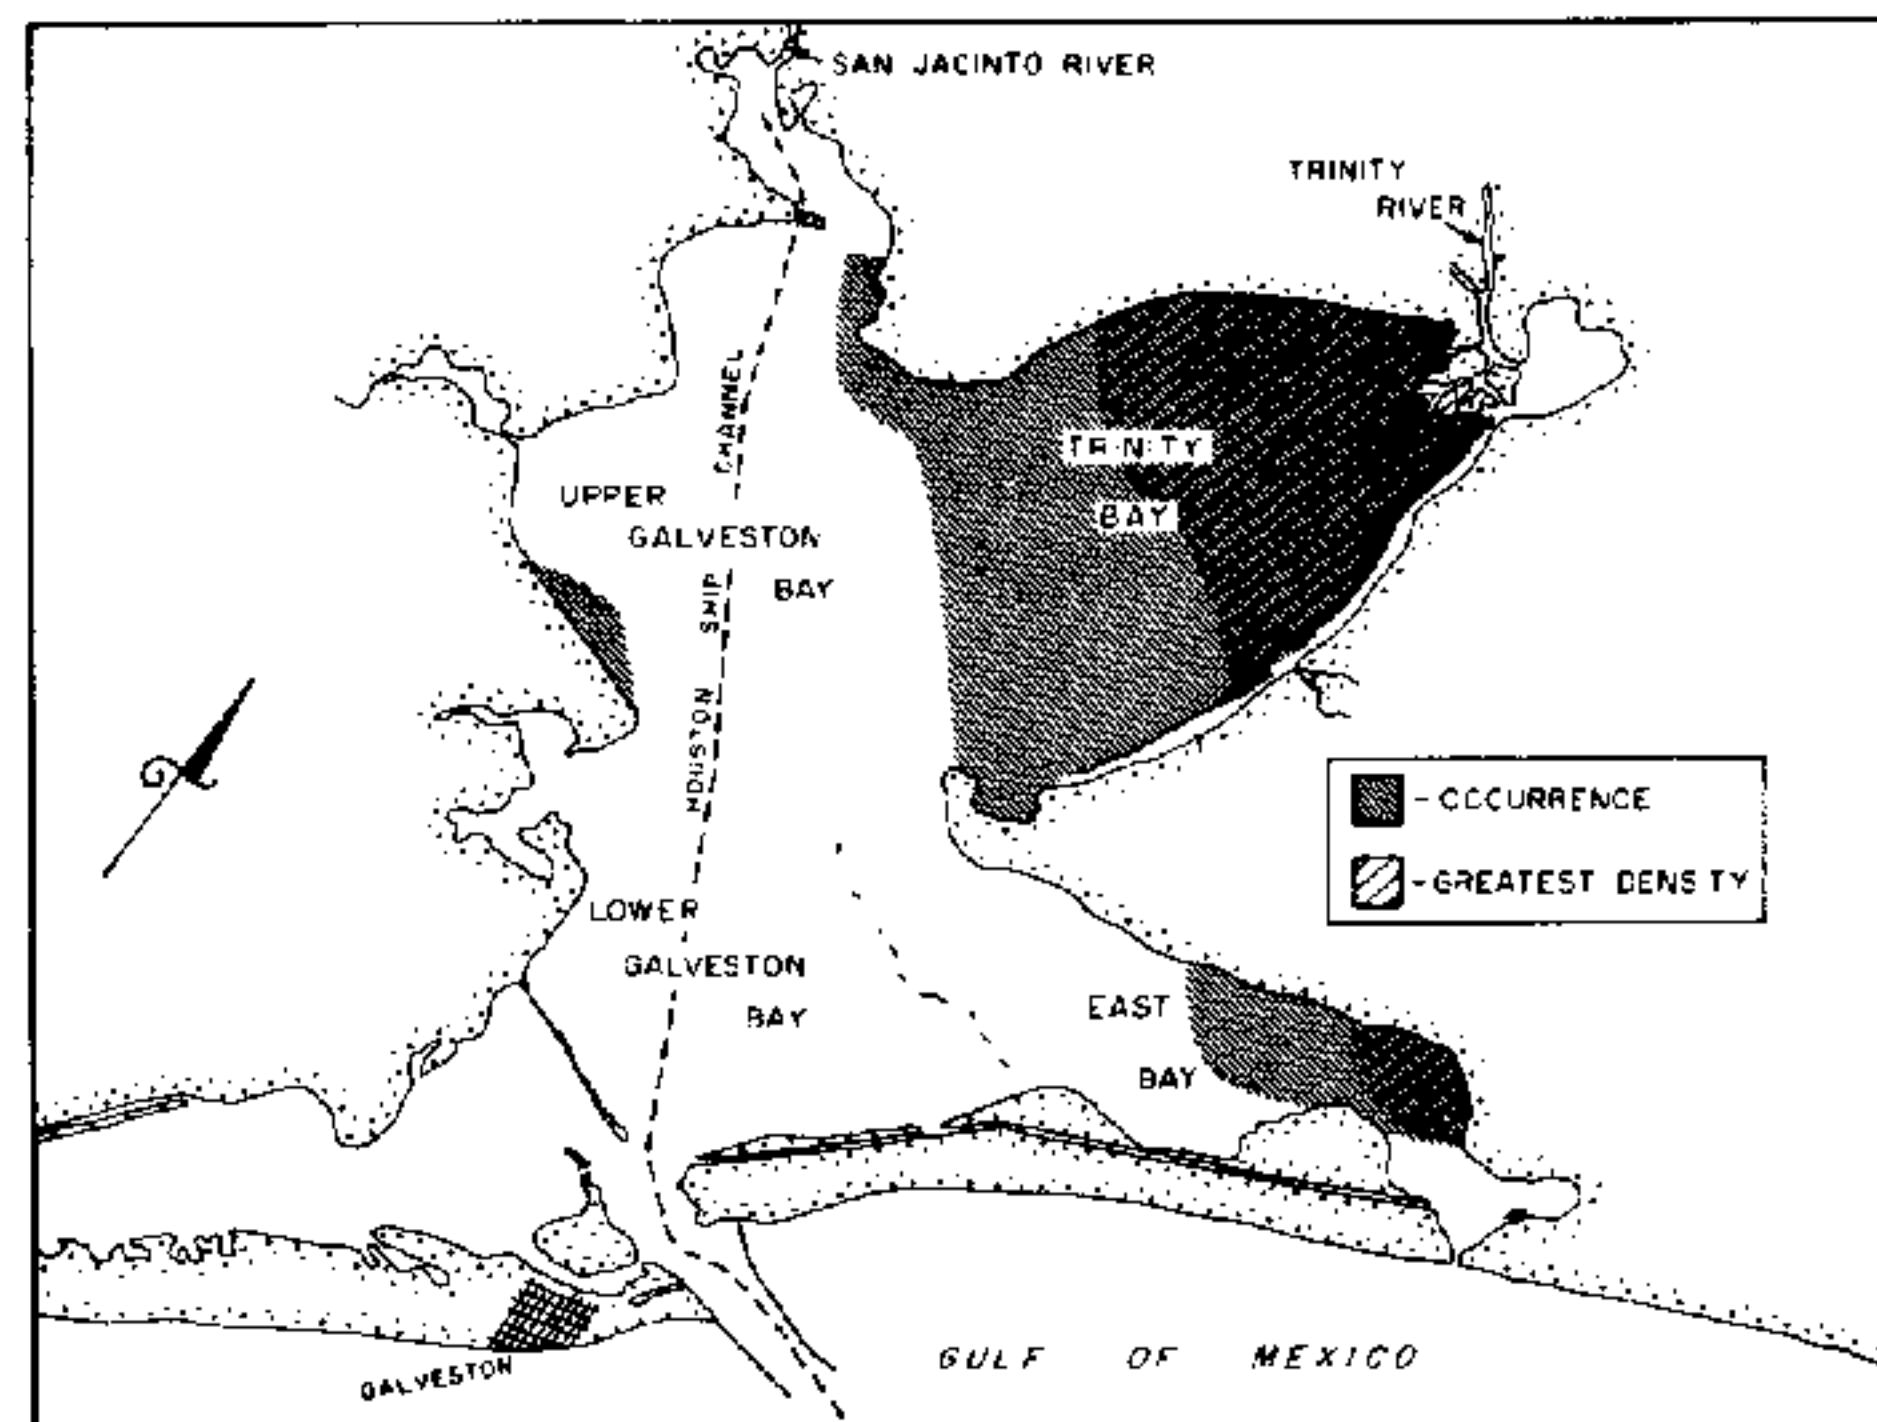 SAN JACINTO RIVER
TRINITY
RIVER
HOUSTON SHIP CHANNEL
TRINITY
BAY
UPPER
GALVESTON
BAY
- OCCURRENCE
- GREATEST DENSITY
LOWER
GALVESTON
BAY
EAST
BAY
GALVESTON
GULF OF MEXICO